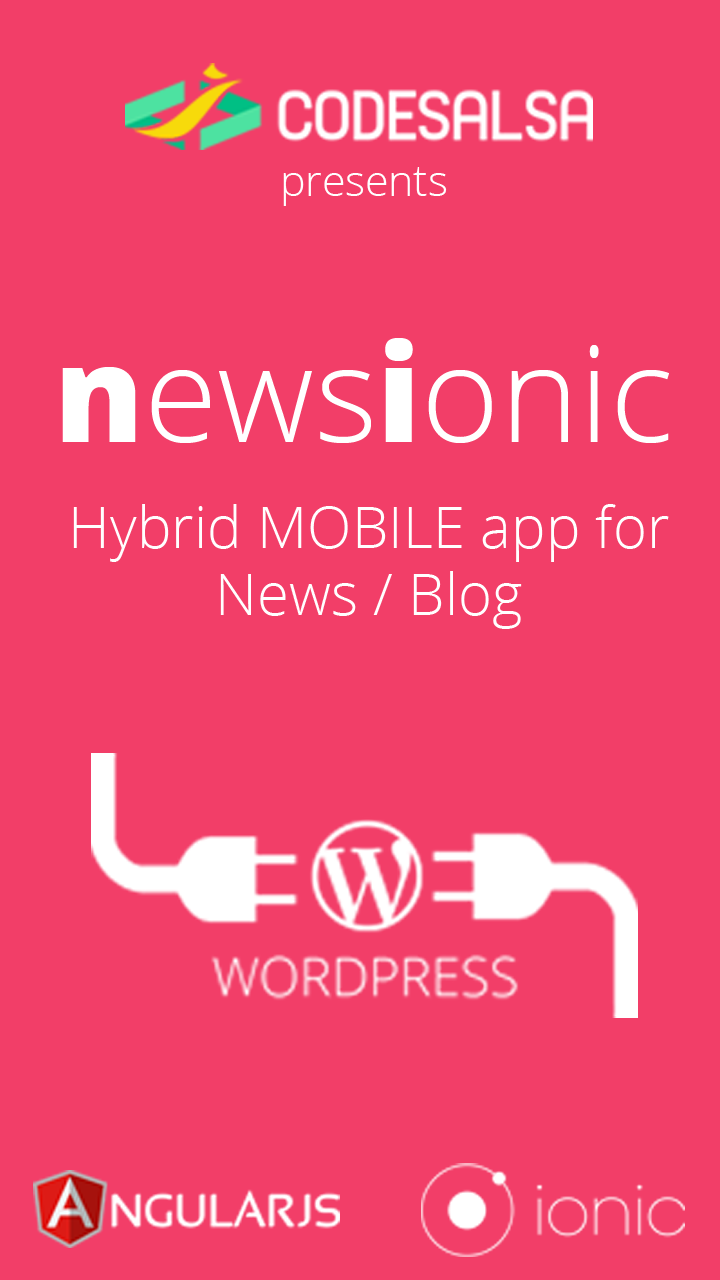 CODESALSA
presents
newsionic
Hybrid MOBILE app for
News / Blog
W
WORDPRESS
ANGULARJS
ionic